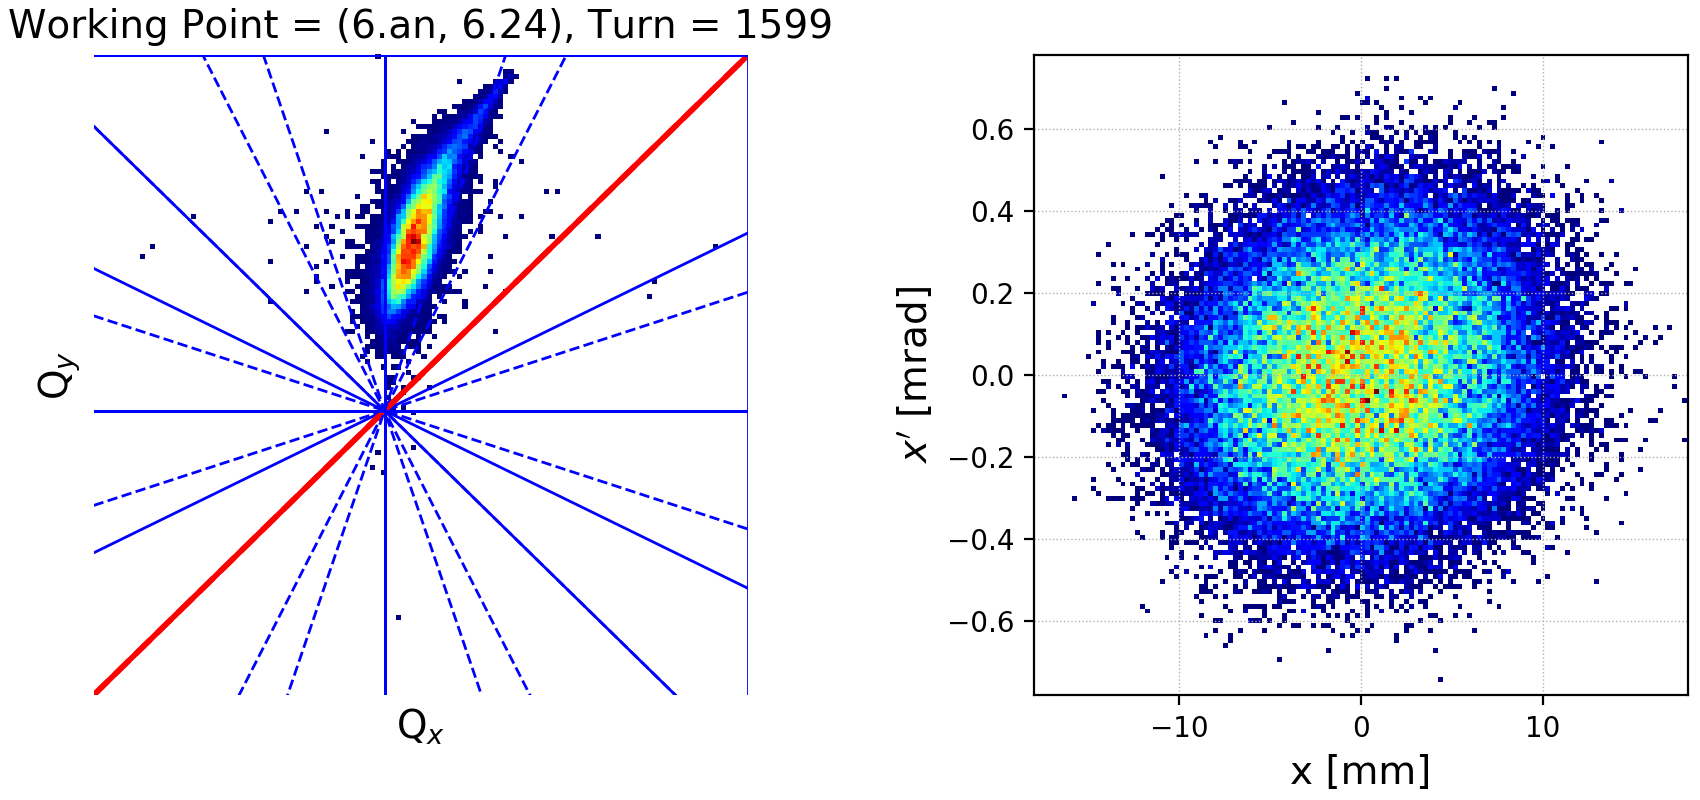 Working Point = (6.an, 6.24), Turn = 1599
Qy
Qx
0.6
0.4
0.2
0.0
−0.2
−0.4
−0.6
x′ [mrad]
−10 0 10
x [mm]